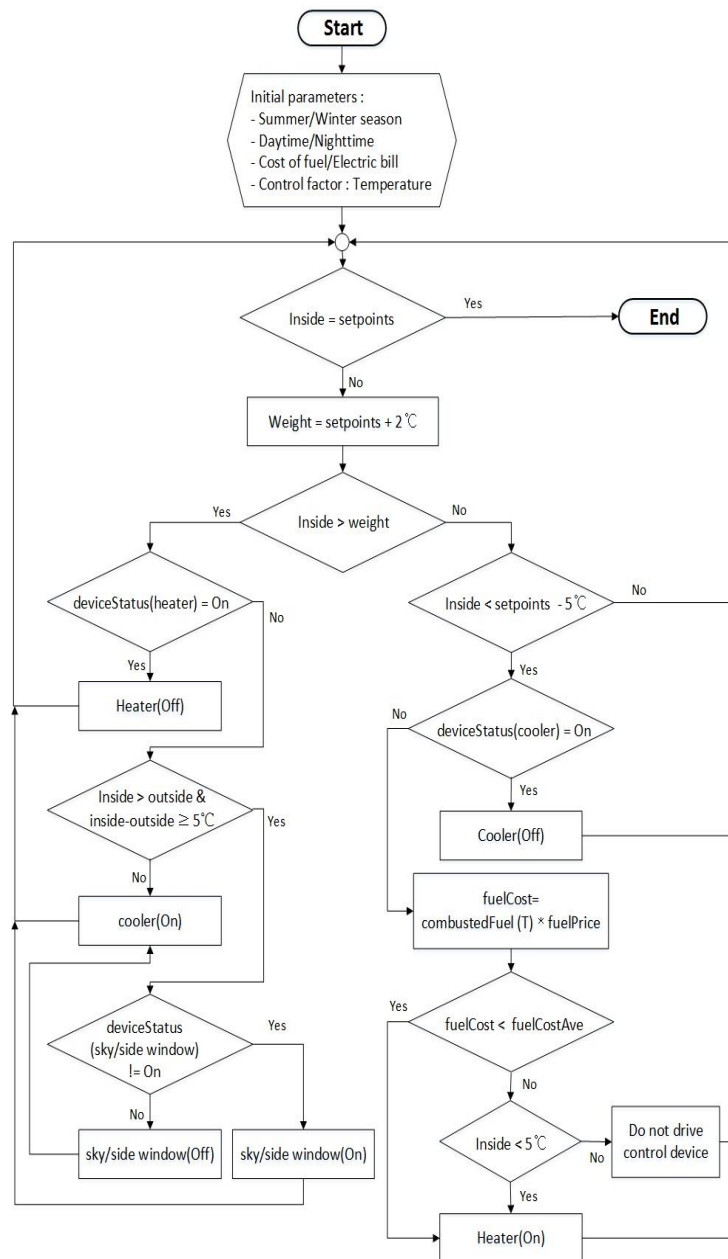 Start
Initial parameters :
- Summer/Winter season
- Daytime/Nighttime
- Cost of fuel/Electric bill
- Control factor : Temperature
Inside = setpoints
Yes
End
No
Weight = setpoints + 2℃
Inside > weight
Yes
No
deviceStatus(heater) = On
No
Yes
Heater(Off)
Inside > outside &
inside-outside ≥ 5℃
Yes
No
cooler(On)
deviceStatus
(sky/side window)
!= On
Yes
No
sky/side window(Off)
sky/side window(On)
Inside < setpoints - 5℃
No
Yes
deviceStatus(cooler) = On
No
Yes
Cooler(Off)
fuelCost=
combustedFuel (T) * fuelPrice
fuelCost < fuelCostAve
Yes
No
Inside < 5℃
No
Do not drive
control device
Yes
Heater(On)